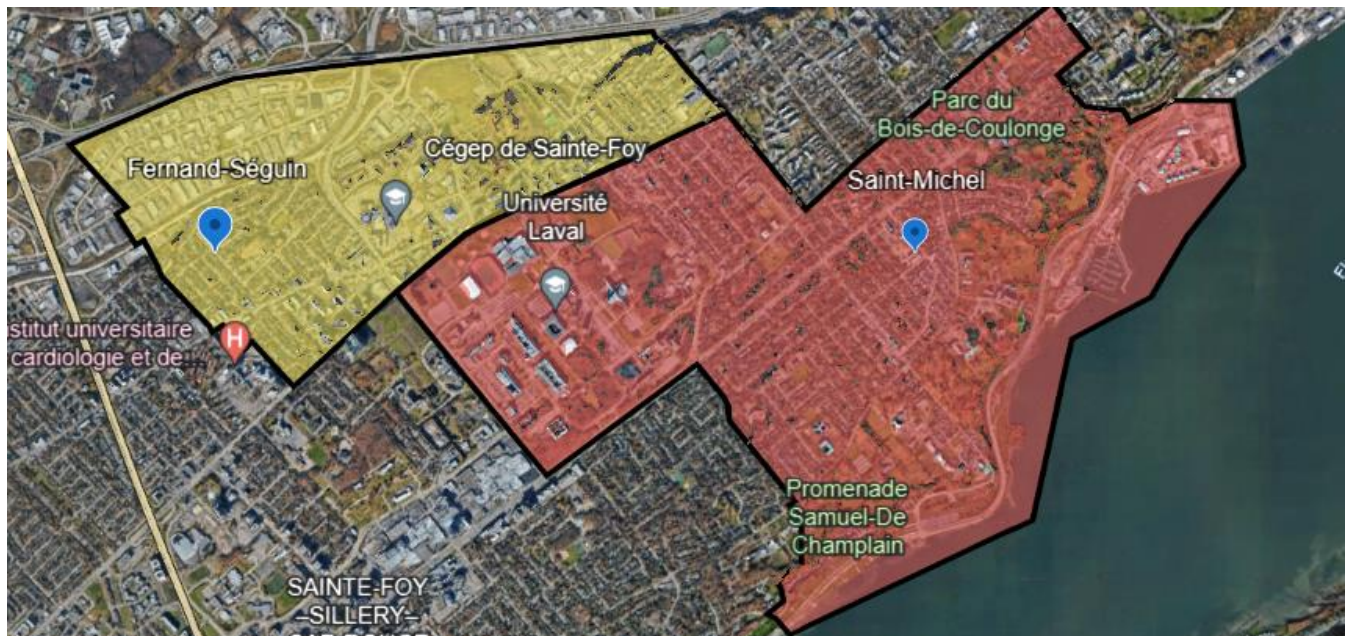 Parc du
Bois-de-Coulonge
Cégep de Sainte-Foy
Fernand-Séguin
Saint-Michel
Université
Laval
H
stitut universitaire
cardiologie et de...
Promenade
Samuel-De
Champlain
SAINTE-FOY
–SILLERY–